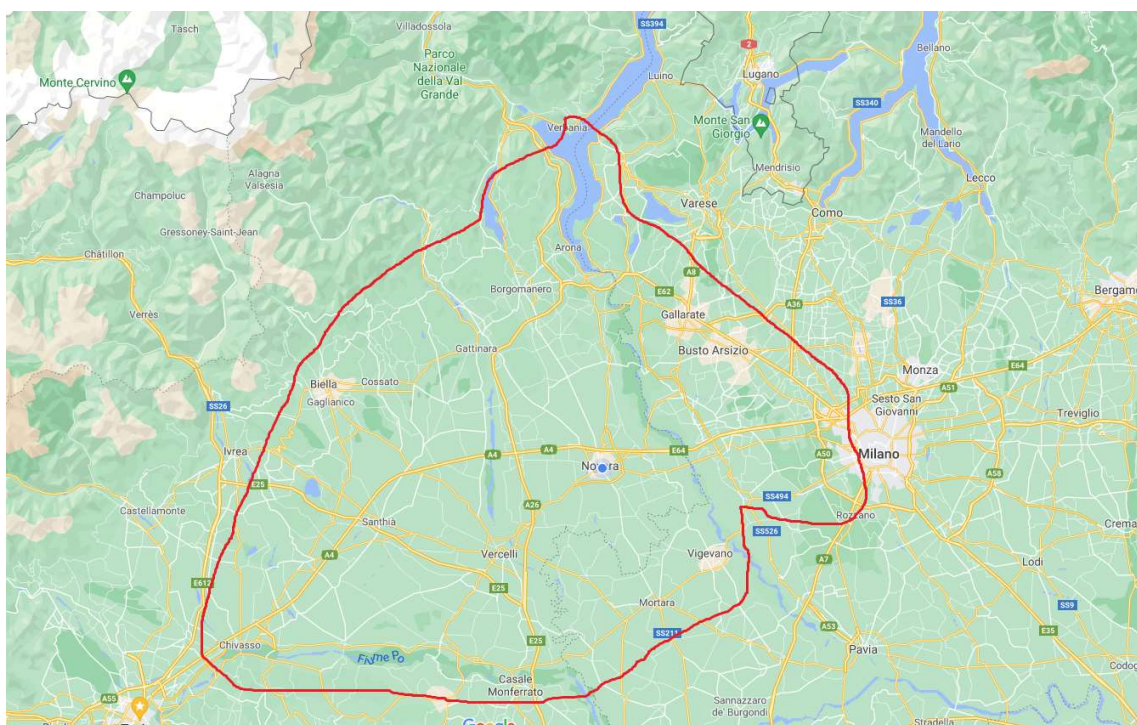 Tasch
Villadossola
SS394
Bellano
Parco
Nazionale
della Val
Grande
2
Monte Cervino
Luino
Lugano
SS340
Verbania
Monte San
Giorgio
Mandello
del Lario
Mendrisio
Alagna
Valsesia
Lecco
Champoluc
Varese
Como
Gressoney-Saint-Jean
Arona
Châtillon
A8
Borgomanero
E62
A36
SS36
Bergamo
Verrès
Gallarate
Gattinara
Busto Arsizio
Monza
E64
Biella
Cossato
A51
Gaglianico
Sesto San
Giovanni
SS26
Treviglio
Ivrea
A4
A4
E64
A50
Milano
Novara
A58
E25
SS494
Castellamonte
A26
Rozzano
Santhià
Crema
SS526
Vercelli
Vigevano
A4
A7
Lodi
E612
E25
Mortara
SS9
SS211
A53
E35
Chivasso
E25
Pavia
Fiume Po
Casale
Monferrato
A55
Sannazzaro
de' Burgondi
Google
Stradella